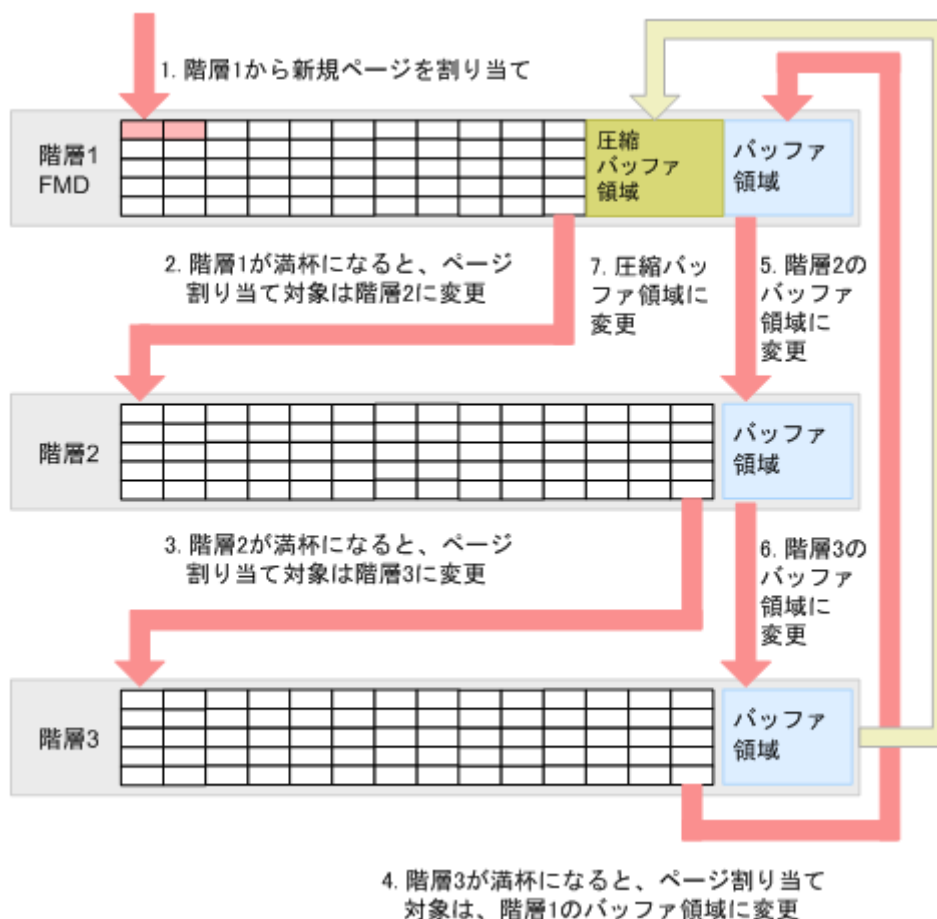 1. 階層1から新規ページを割り当て
階層1
FMD
圧縮
バッファ
領域
バッファ
領域
2. 階層1が満杯になると、ページ
割り当て対象は階層2に変更
7. 圧縮バッ
ファ領域に
変更
5. 階層2の
バッファ
領域に
変更
階層2
バッファ
領域
3. 階層2が満杯になると、ページ
割り当て対象は階層3に変更
6. 階層3の
バッファ
領域に
変更
階層3
バッファ
領域
4. 階層3が満杯になると、ページ割り当て
対象は、階層1のバッファ領域に変更